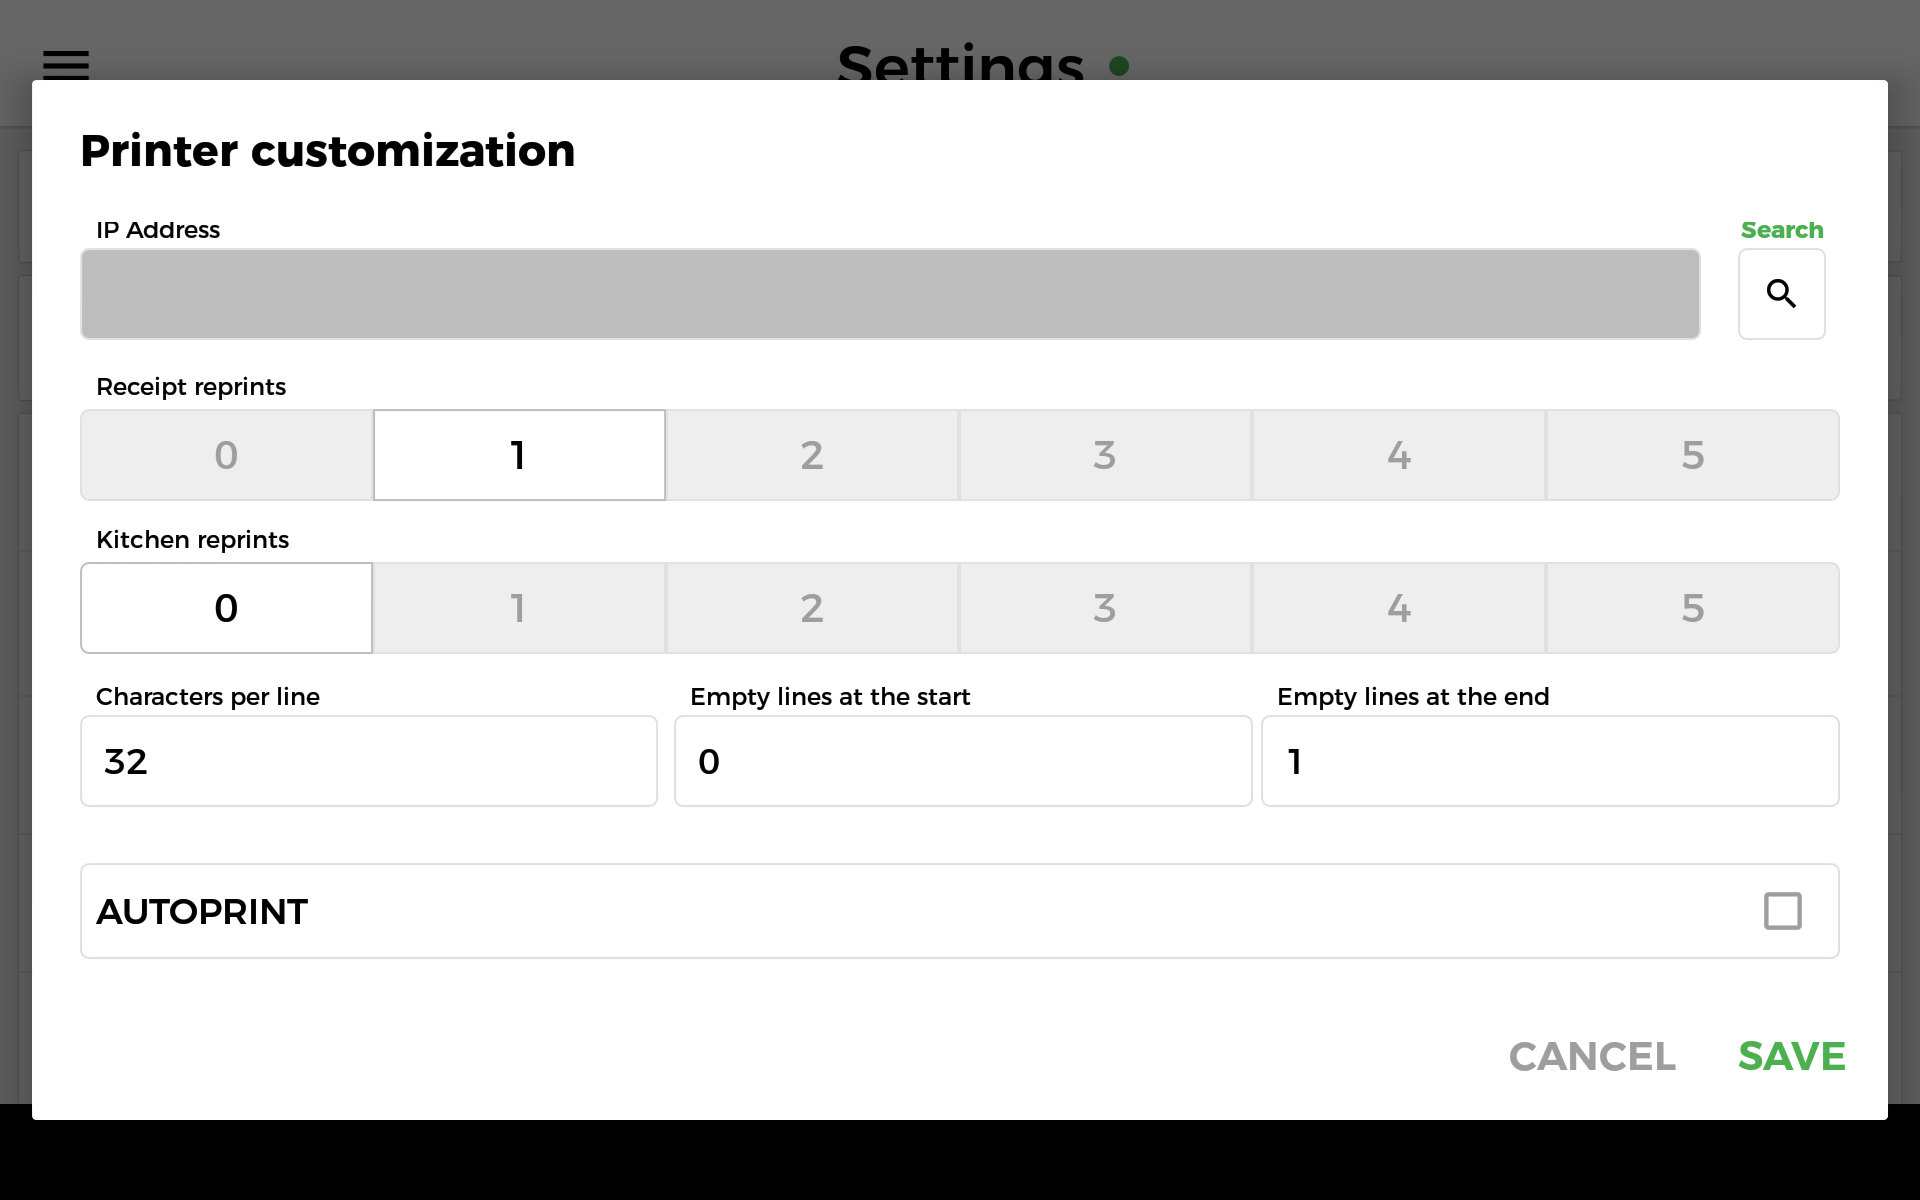 Settings
Printer customization
IP Address
Search
Receipt reprints
0 1 2 3 4 5
Kitchen reprints
0 1 2 3 4 5
Characters per line Empty lines at the start Empty lines at the end
32 0 1
AUTOPRINT
CANCEL SAVE